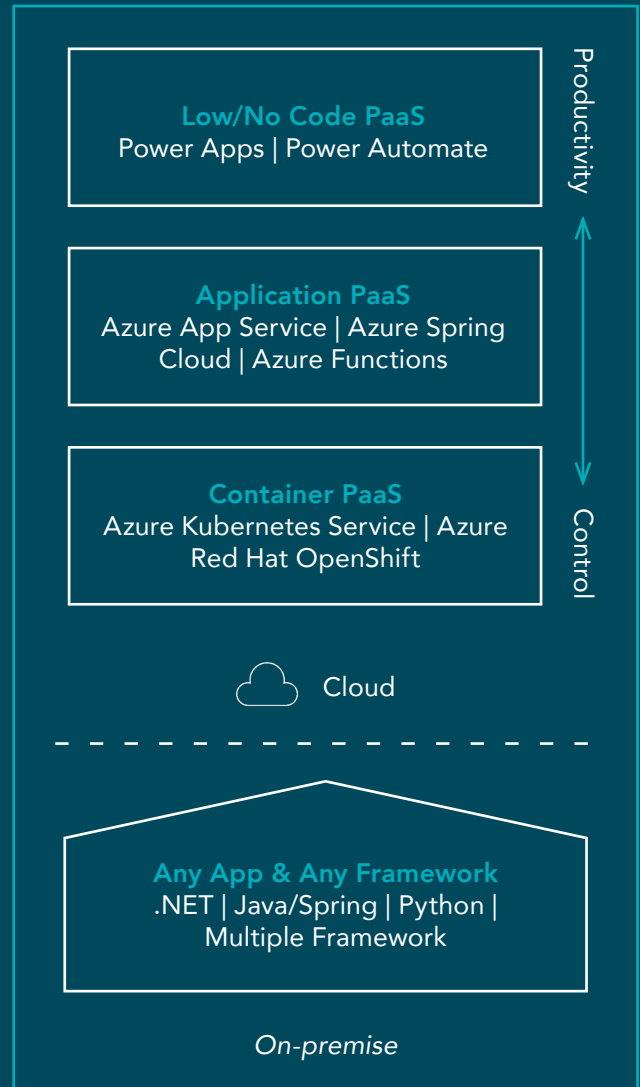 Productivity
Low/No Code PaaS
Power Apps | Power Automate
Application PaaS
Azure App Service | Azure Spring
Cloud | Azure Functions
Container PaaS
Azure Kubernetes Service | Azure
Red Hat OpenShift
Control
Cloud
Any App & Any Framework
.NET | Java/Spring | Python |
Multiple Framework
On-premise